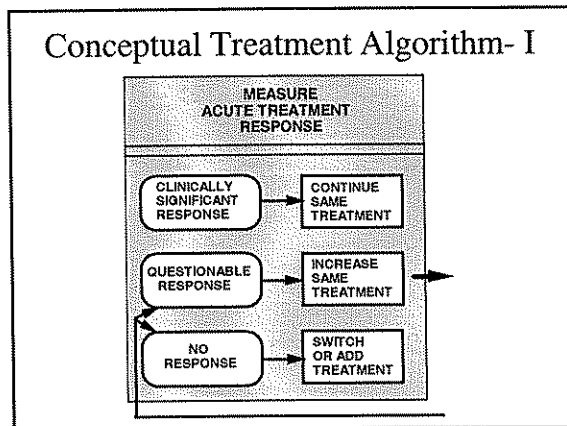 Conceptual Treatment Algorithm- I
MEASURE
ACUTE TREATMENT
RESPONSE
CLINICALLY
SIGNIFICANT
RESPONSE
CONTINUE
SAME
TREATMENT
QUESTIONABLE
RESPONSE
INCREASE
SAME
TREATMENT
NO
RESPONSE
SWITCH
OR ADD
TREATMENT